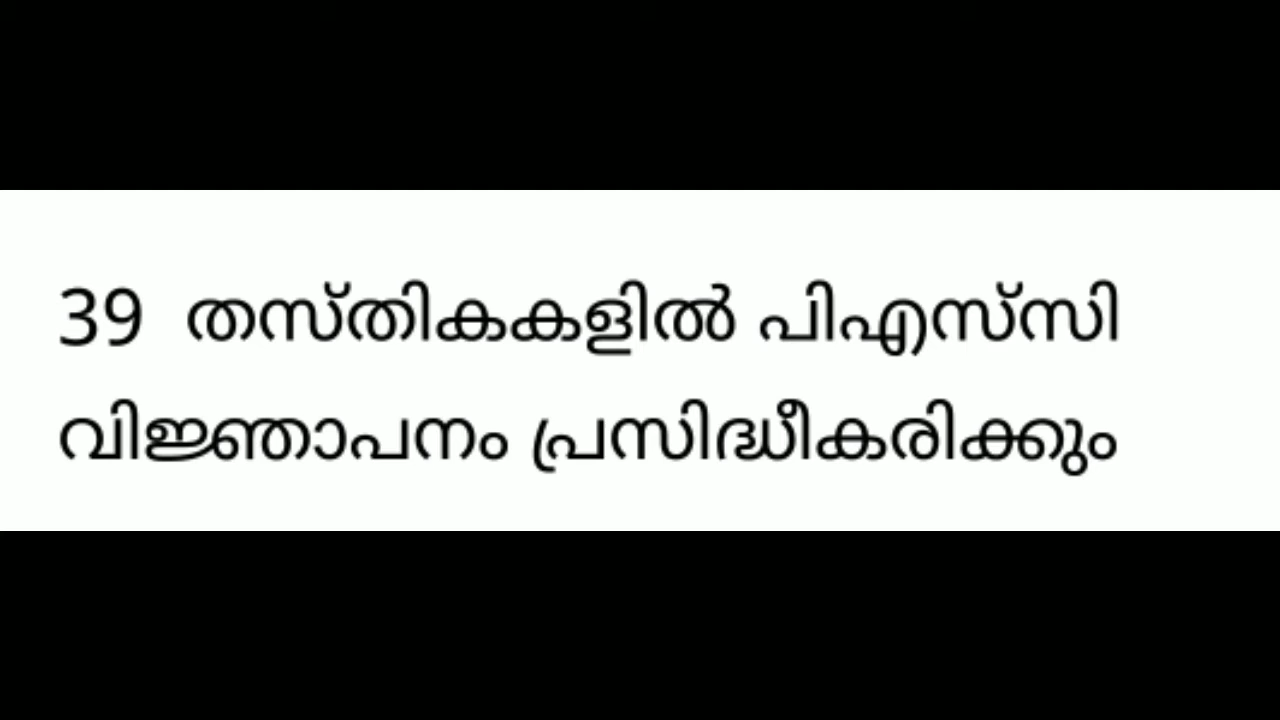 39 തസ്തികകളിൽ പിഎസ്‌സി
വിജ്ഞാപനം പ്രസിദ്ധീകരിക്കും